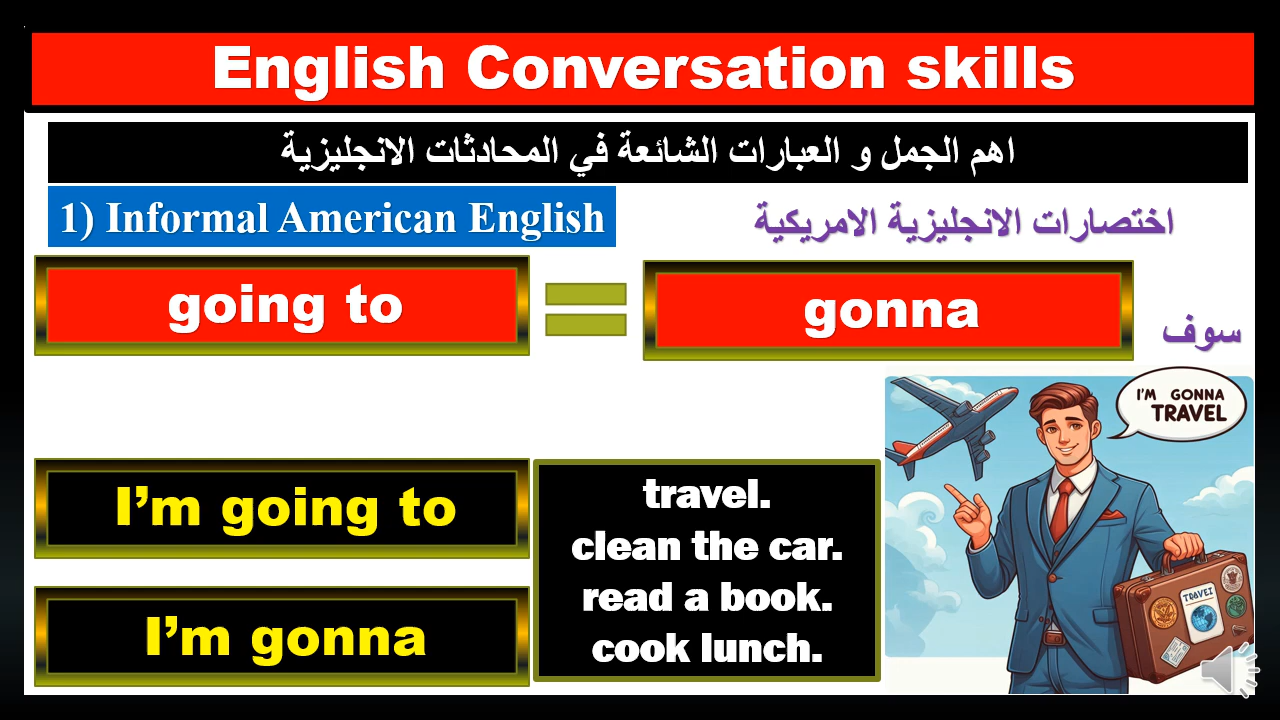 English Conversation skills
اهم الجمل و العبارات الشائعة في المحادثات الانجليزية
1) Informal American English
اختصارات الانجليزية الامريكية
going to
gonna
سوف
I'M GONNA
TRAVEL
I’m going to
I’m gonna
travel.
clean the car.
read a book.
cook lunch.
TRAVEL